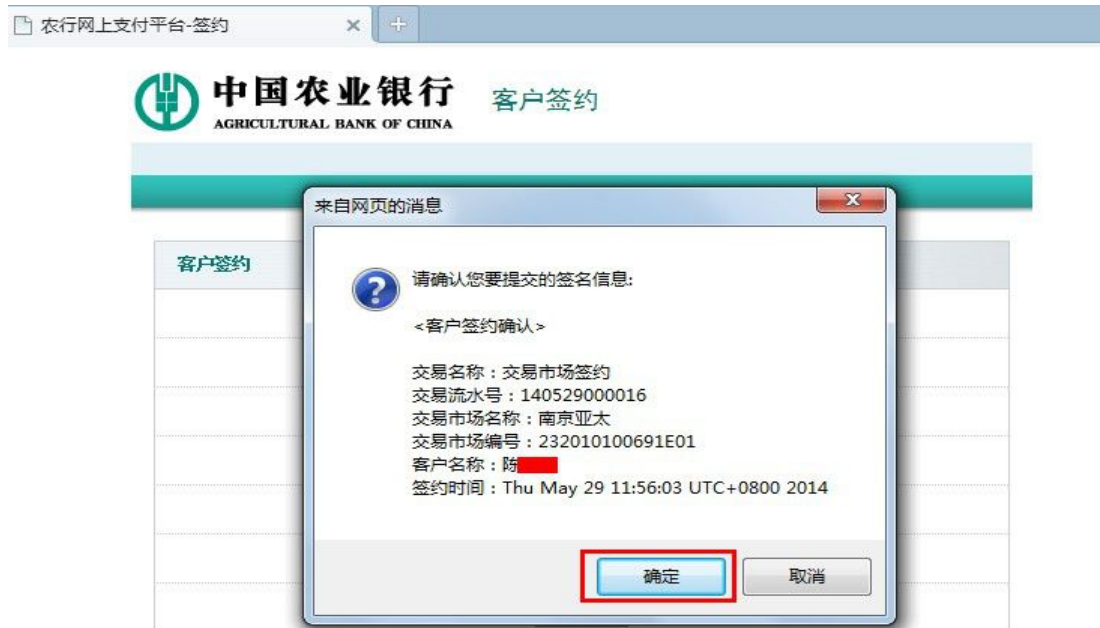 农行网上支付平台-签约
中国农业银行
AGRICULTURAL BANK OF CHINA
客户签约
来自网页的消息
客户签约
请确认您要提交的签名信息:
<客户签约确认>
交易名称：交易市场签约
交易流水号：140529000016
交易市场名称：南京亚太
交易市场编号：232010100691E01
客户名称：陈
签约时间：Thu May 29 11:56:03 UTC+0800 2014
确定
取消